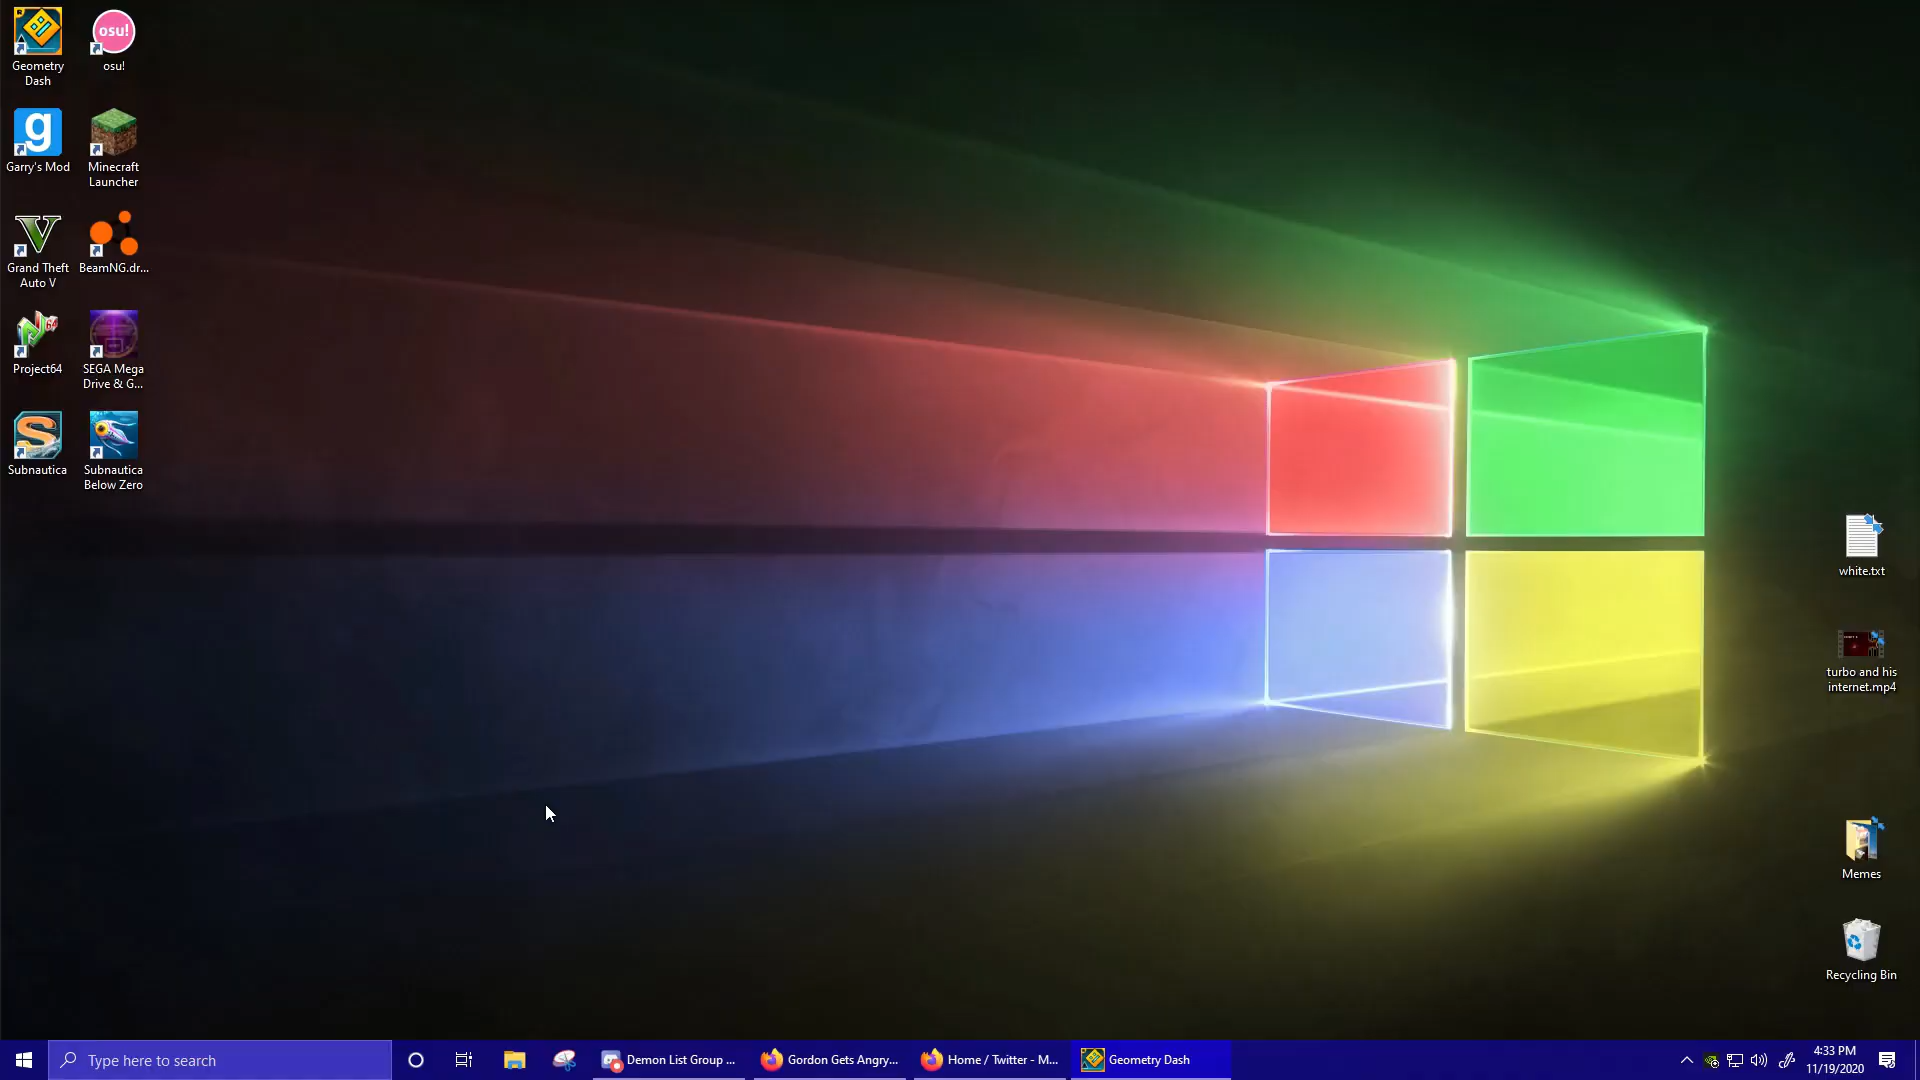 Geometry
Dash
osu!
osu!
g
Garry's Mod
Minecraft
Launcher
V
Grand Theft
Auto V
BeamNG.dr...
64
Project64
SEGA Mega
Drive & G...
S
Subnautica
Subnautica
Below Zero
white.txt
turbo and his
internet.mp4
Memes
Recycling Bin
Type here to search
Demon List Group ...
Gordon Gets Angry...
Home / Twitter - M...
Geometry Dash
4:33 PM
11/19/2020